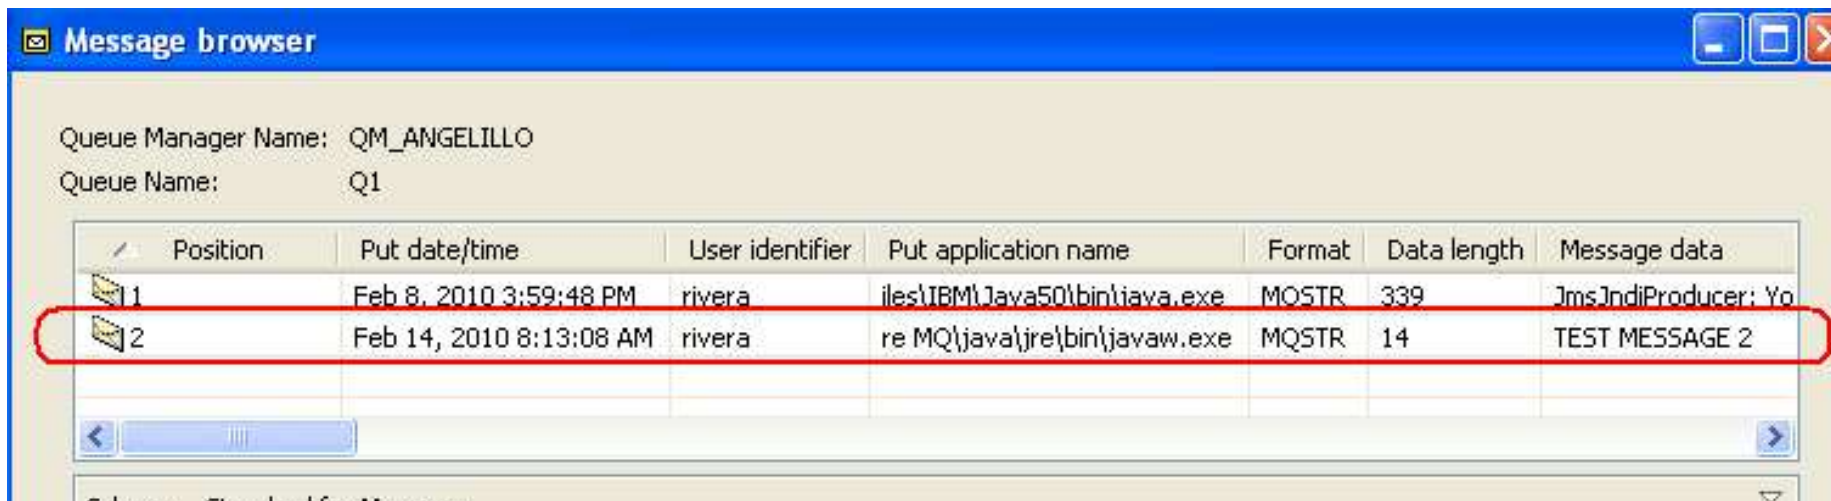 Message browser
Queue Manager Name: QM_ANGELILLO
Queue Name: Q1
Position Put date/time User identifier Put application name Format Data length Message data
1 Feb 8, 2010 3:59:48 PM rivera iles\IBM\Java50\bin\java.exe MQSTR 339 JmsJndiProducer: Yo
2 Feb 14, 2010 8:13:08 AM rivera re MQ\java\jre\bin\javaw.exe MQSTR 14 TEST MESSAGE 2